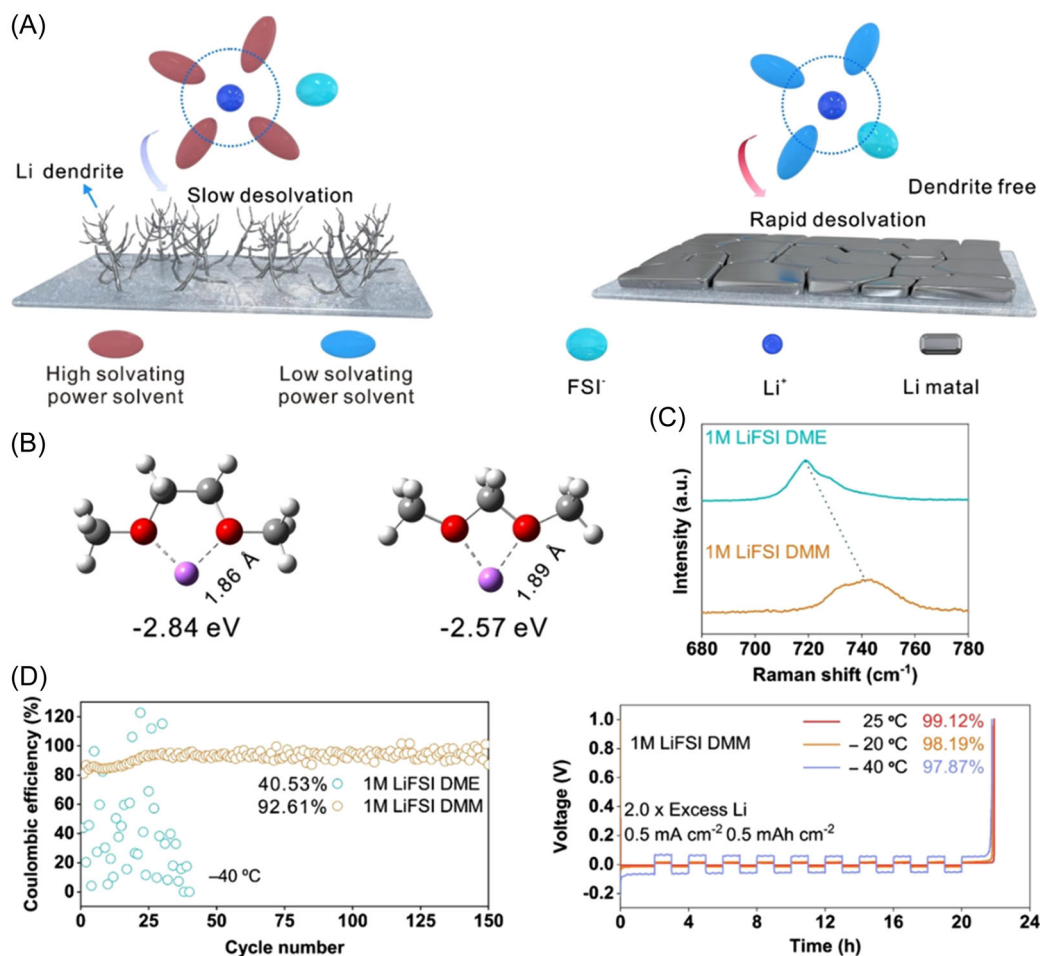 (A)
Li dendrite
Slow desolvation
Dendrite free
Rapid desolvation
High solvating
power solvent
Low solvating
power solvent
FSI⁻
Li⁺
Li matal
(B)
1.86 Å
-2.84 eV
1.89 Å
-2.57 eV
(C)
1M LiFSI DME
1M LiFSI DMM
Intensity (a.u.)
680 700 720 740 760 780
Raman shift (cm⁻¹)
(D)
Coulombic efficiency (%)
120
100
80
60
40
20
0
40.53% 1M LiFSI DME
92.61% 1M LiFSI DMM
–40 ºC
0 25 50 75 100 125 150
Cycle number
Voltage (V)
1.0
0.8
0.6
0.4
0.2
0.0
-0.2
1M LiFSI DMM
25 ºC 99.12%
– 20 ºC 98.19%
– 40 ºC 97.87%
2.0 x Excess Li
0.5 mA cm⁻² 0.5 mAh cm⁻²
0 4 8 12 16 20 24
Time (h)